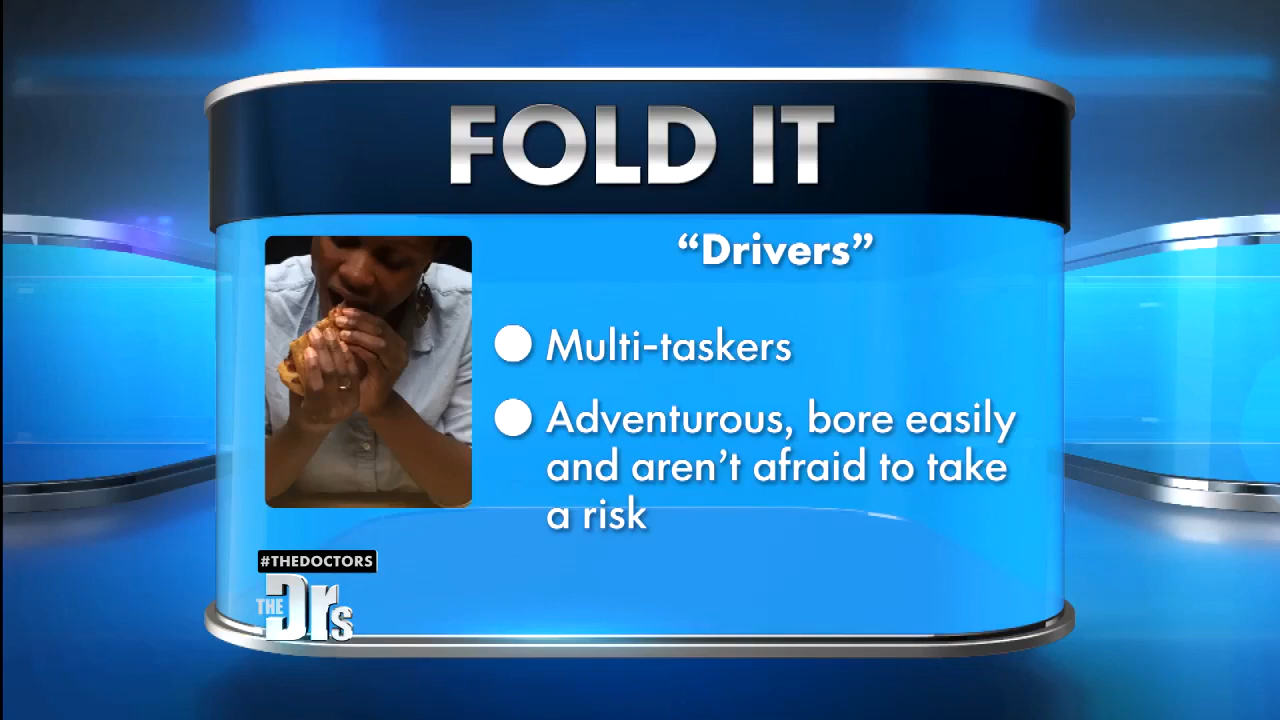 FOLD IT
“Drivers”
Multi-taskers
Adventurous, bore easily
and aren’t afraid to take
a risk
#THEDOCTORS
THE Drs